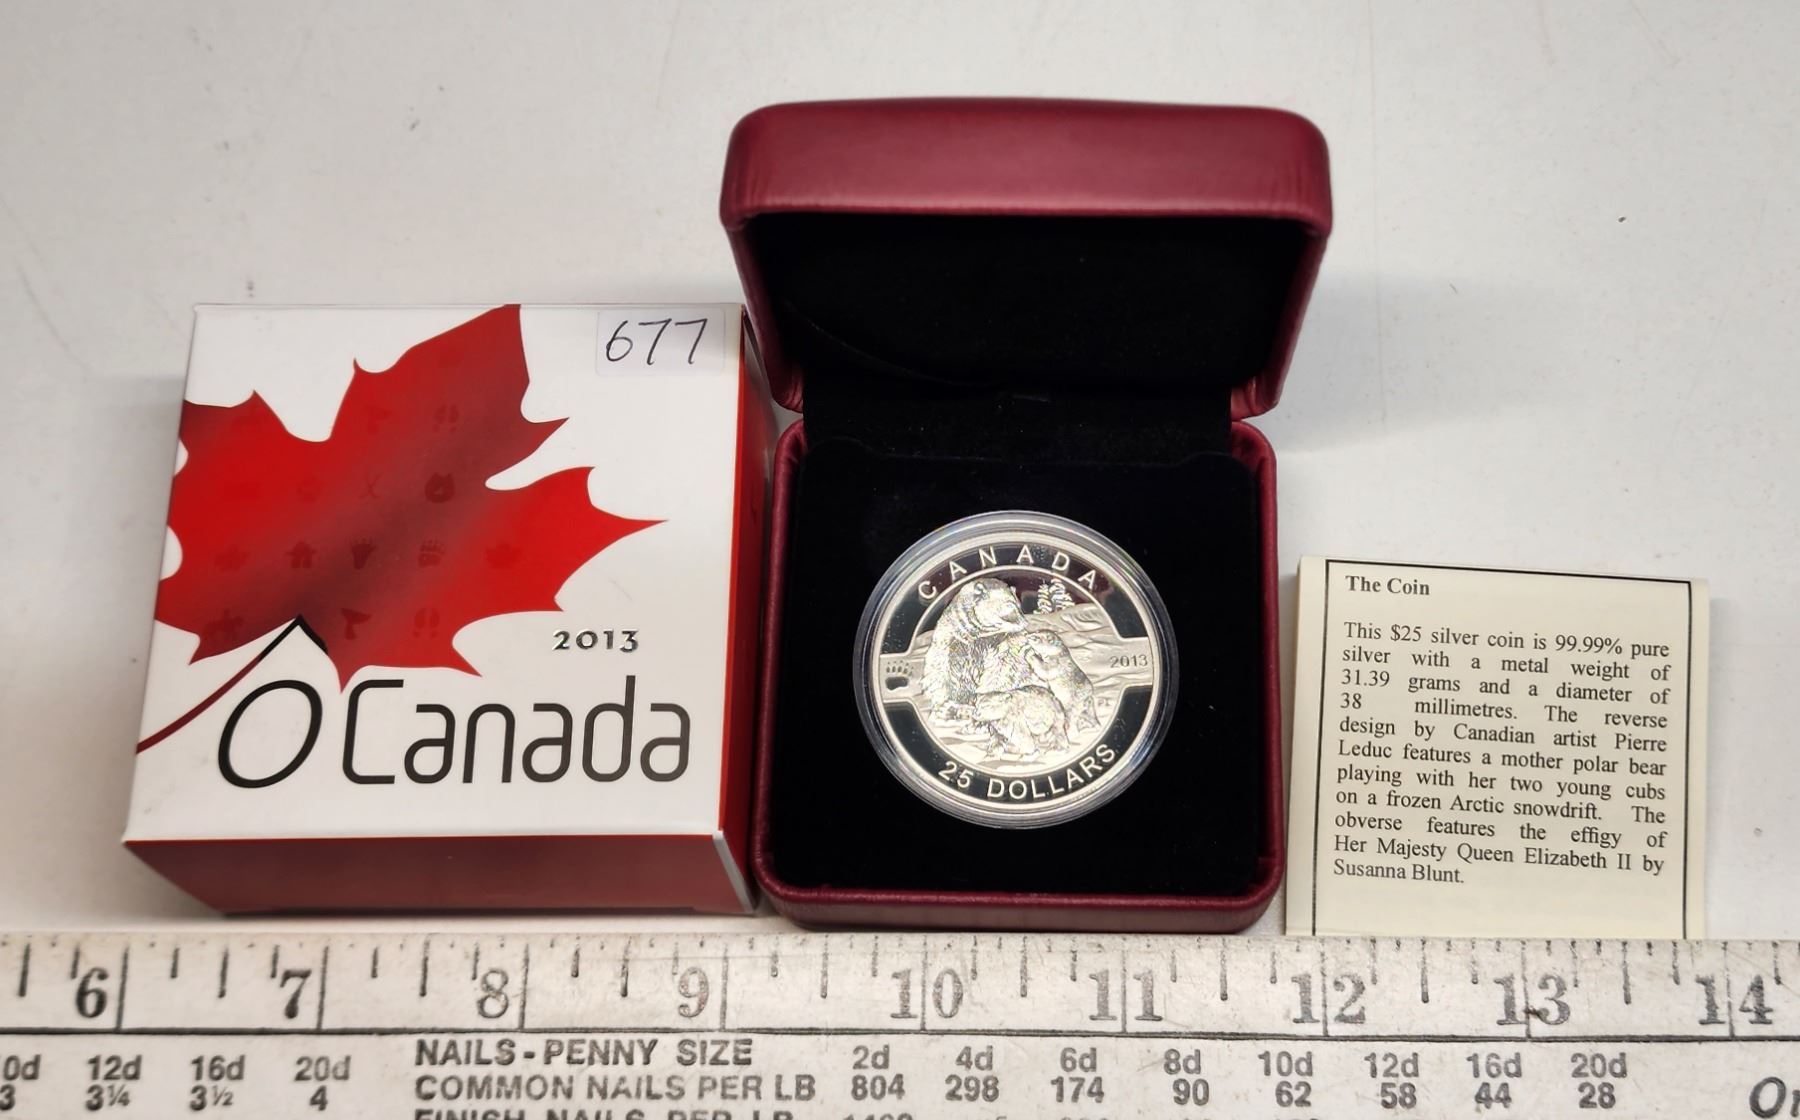 677
2013
O Canada
CANADA
2013
25 DOLLARS
The Coin
This $25 silver coin is 99.99% pure
silver with a metal weight of
31.39 grams and a diameter of
38 millimetres. The reverse
design by Canadian artist Pierre
Leduc features a mother polar bear
playing with her two young cubs
on a frozen Arctic snowdrift. The
obverse features the effigy of
Her Majesty Queen Elizabeth II by
Susanna Blunt.
6 7 8 9 10 11 12 13 14
0d 12d 16d 20d NAILS-PENNY SIZE 2d 4d 6d 8d 10d 12d 16d 20d
3 3¼ 3½ 4 COMMON NAILS PER LB 804 298 174 90 62 58 44 28
FINISH NAILS PER LB